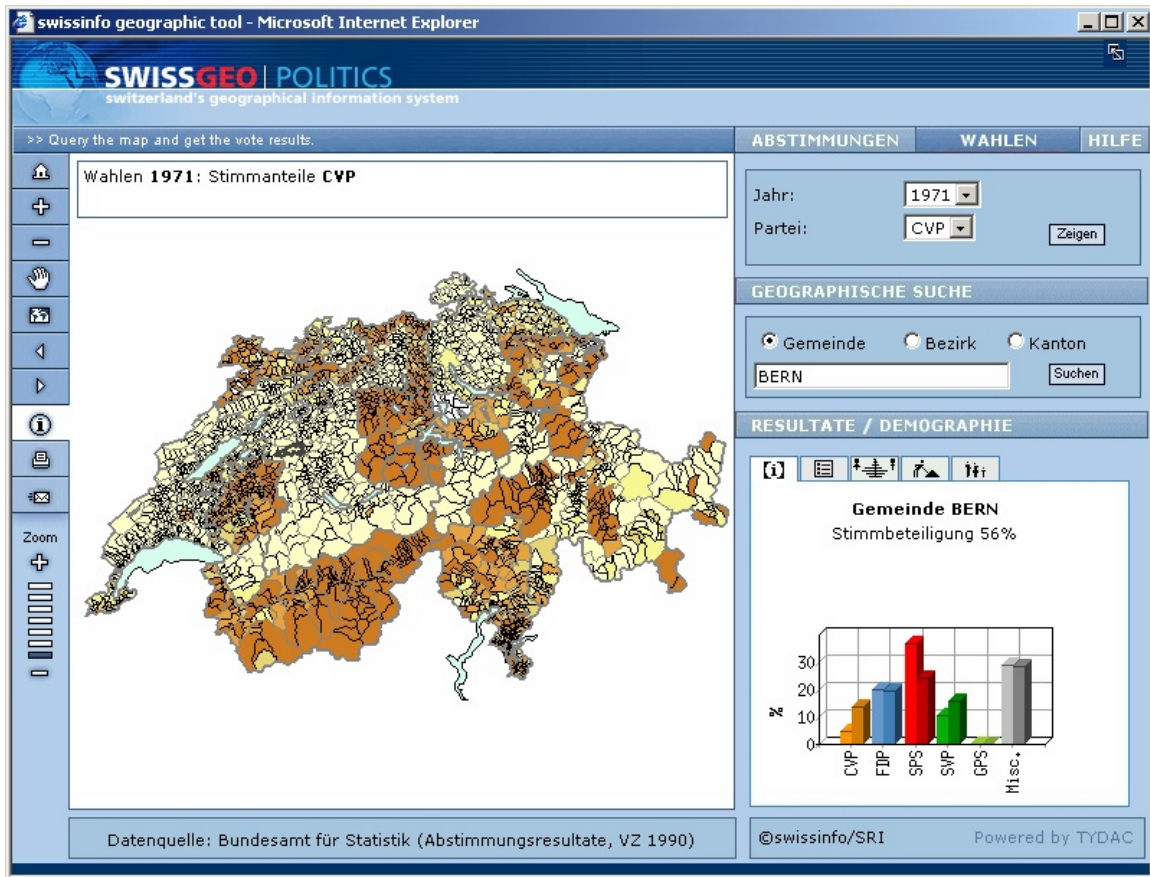 swissinfo geographic tool - Microsoft Internet Explorer
SWISSGEO | POLITICS
switzerland's geographical information system
>> Query the map and get the vote results.
ABSTIMMUNGEN
WAHLEN
HILFE
Wahlen 1971: Stimmanteile CVP
Jahr:
1971
Partei:
CVP
Zeigen
GEOGRAPHISCHE SUCHE
Gemeinde
Bezirk
Kanton
BERN
Suchen
RESULTATE / DEMOGRAPHIE
Gemeinde BERN
Stimmbeteiligung 56%
30
20
10
0
%
CVP
FDP
SPS
SVP
GPS
Misc.
Zoom
Datenquelle: Bundesamt für Statistik (Abstimmungsresultate, VZ 1990)
©swissinfo/SRI
Powered by TYDAC